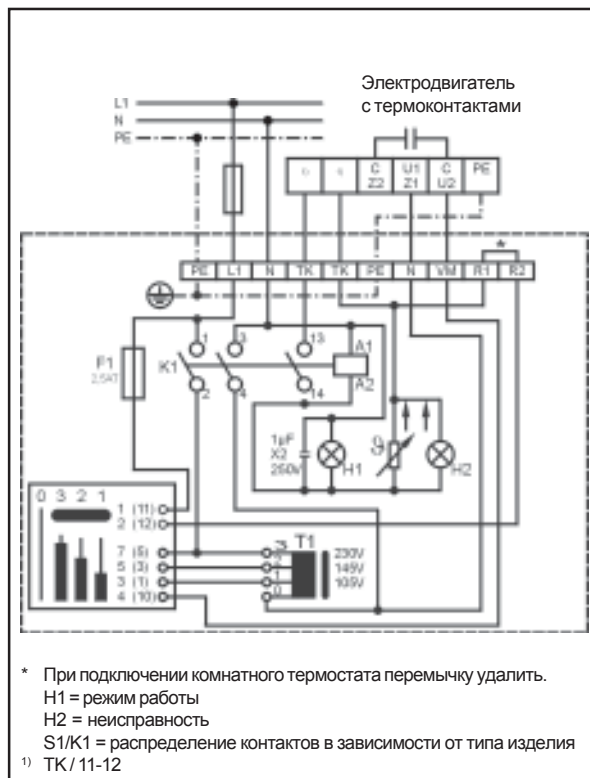 Электродвигатель
с термоконтактами
L1
N
PE
C U1 C PE
Z2 Z1 U2
*
PE L1 N TK TK PE N VM R1 R2
1 3 13 A1
F1 K1
2,5AT
2 4 14 A2
1µF
X2
250V
H1 ϑ H2
0 3 2 1
1 (11)
2 (12)
7 (5)
5 (3)
3 (1)
4 (10)
T1
230V
145V
105V
* При подключении комнатного термостата перемычку удалить.
H1 = режим работы
H2 = неисправность
S1/K1 = распределение контактов в зависимости от типа изделия
1) TK / 11-12